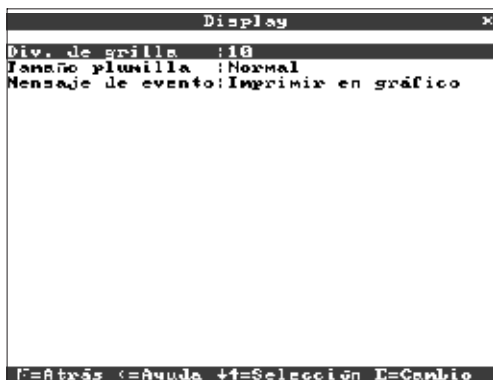 Display ×
Div. de grilla :10
Tamaño plumilla :Normal
Mensaje de evento:Imprimir en gráfico
=Atrás =Ayuda ↓↑=Selección =Cambio